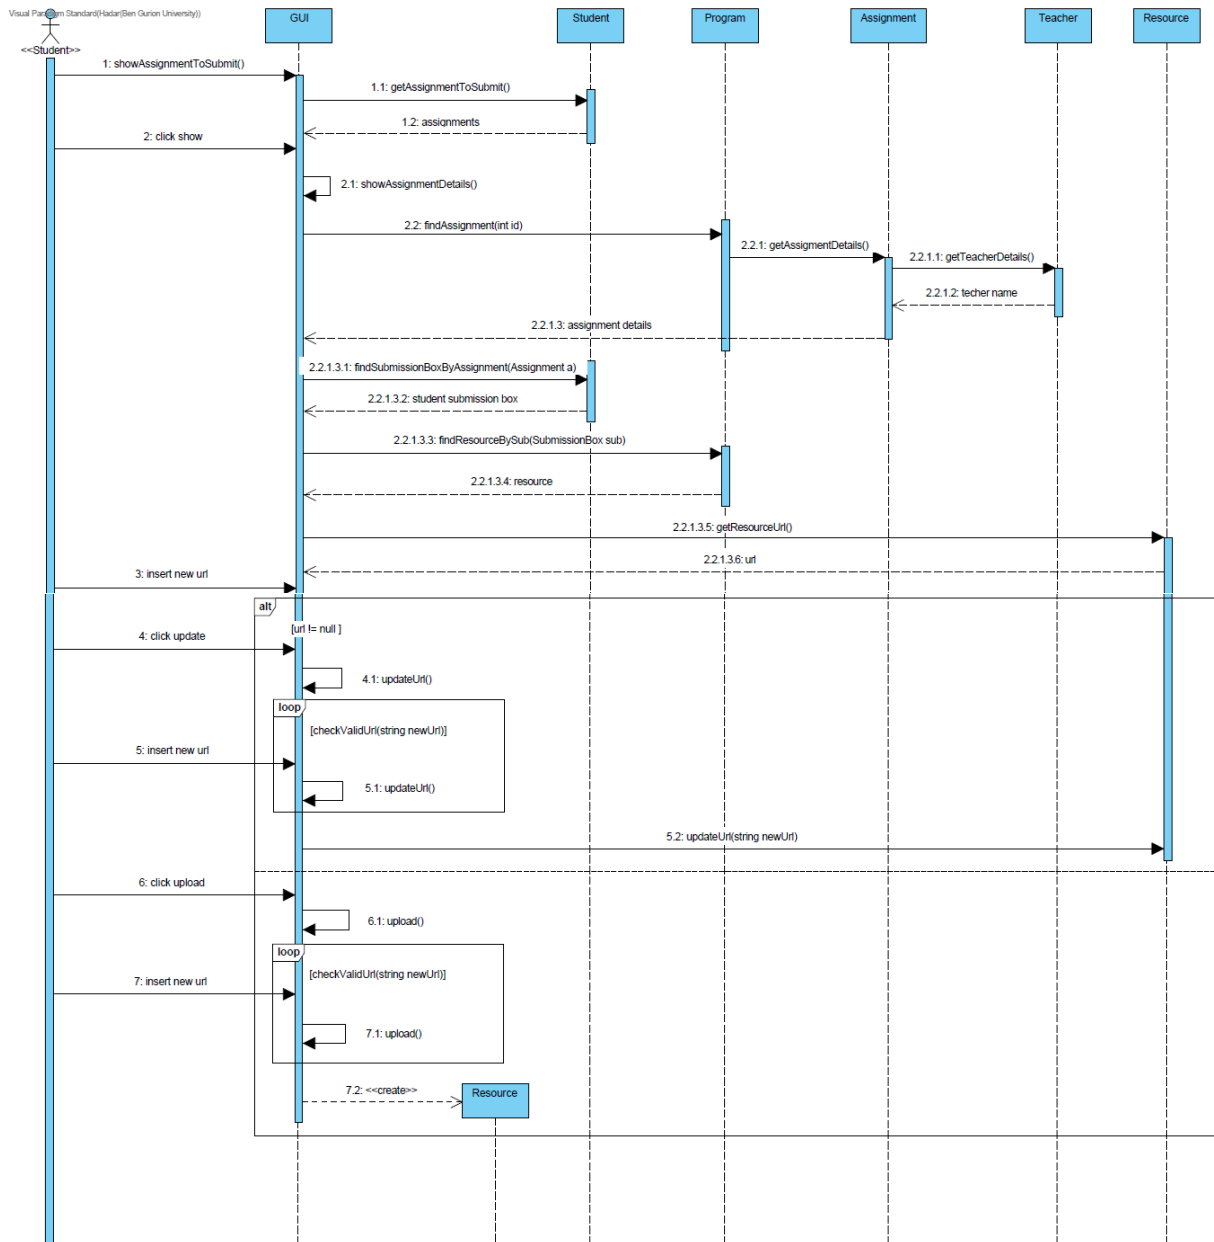 Visual Paradigm Standard(Hadar(Ben Gurion University))
<<Student>>
GUI
Student
Program
Assignment
Teacher
Resource
1: showAssignmentToSubmit()
1.1: getAssignmentToSubmit()
1.2: assignments
2: click show
2.1: showAssignmentDetails()
2.2: findAssignment(int id)
2.2.1: getAssigmentDetails()
2.2.1.1: getTeacherDetails()
2.2.1.2: techer name
2.2.1.3: assignment details
2.2.1.3.1: findSubmissionBoxByAssignment(Assignment a)
2.2.1.3.2: student submission box
2.2.1.3.3: findResourceBySub(SubmissionBox sub)
2.2.1.3.4: resource
2.2.1.3.5: getResourceUrl()
2.2.1.3.6: url
3: insert new url
alt
[url != null ]
4: click update
4.1: updateUrl()
loop
[checkValidUrl(string newUrl)]
5: insert new url
5.1: updateUrl()
5.2: updateUrl(string newUrl)
6: click upload
6.1: upload()
loop
[checkValidUrl(string newUrl)]
7: insert new url
7.1: upload()
7.2: <<create>>
Resource